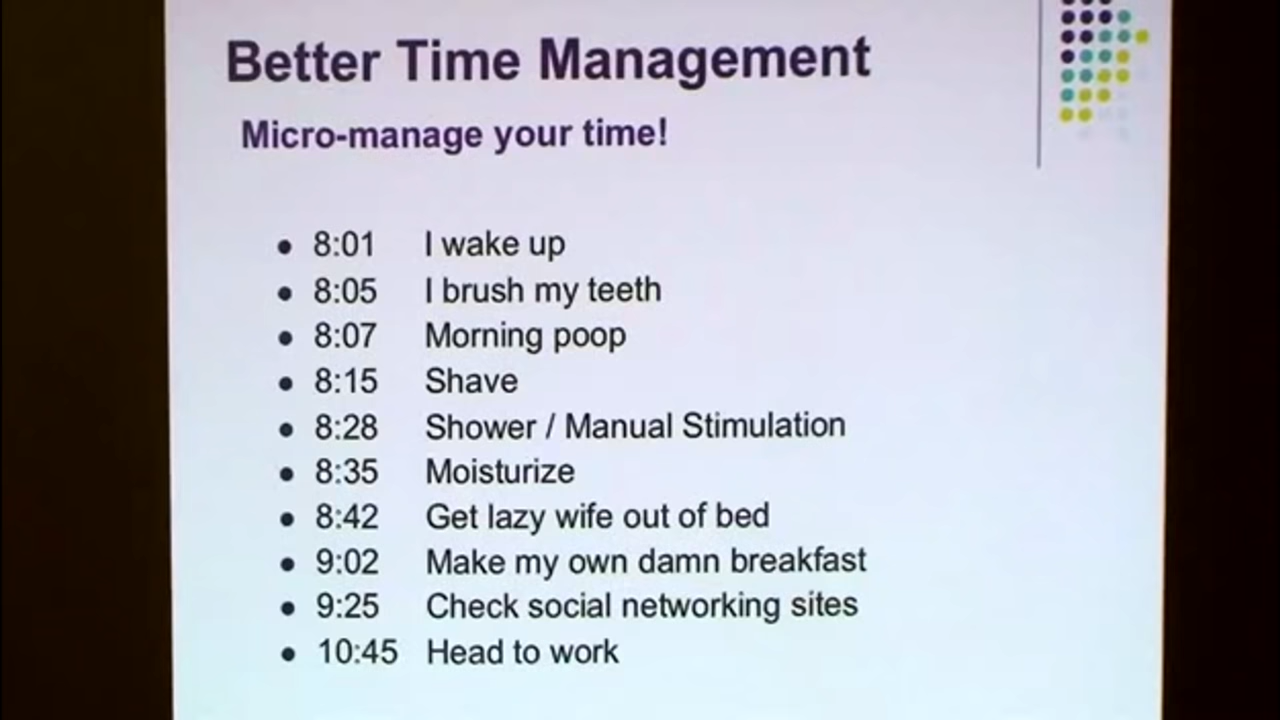 Better Time Management
Micro-manage your time!
• 8:01 I wake up
• 8:05 I brush my teeth
• 8:07 Morning poop
• 8:15 Shave
• 8:28 Shower / Manual Stimulation
• 8:35 Moisturize
• 8:42 Get lazy wife out of bed
• 9:02 Make my own damn breakfast
• 9:25 Check social networking sites
• 10:45 Head to work